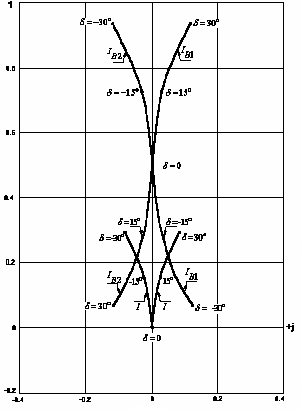 1
δ=-30° δ=30°
I_B2 I_B1
0.8
δ=-15° δ=15°
0.6
δ=0
0.4
δ=15° δ=-15°
δ=-30° δ=30°
0.2
I_B2 -15° 15° I_B1
δ=30° I I δ=-30°
0 +j
δ=0
-0.2
-0.4 -0.2 0 0.2 0.4